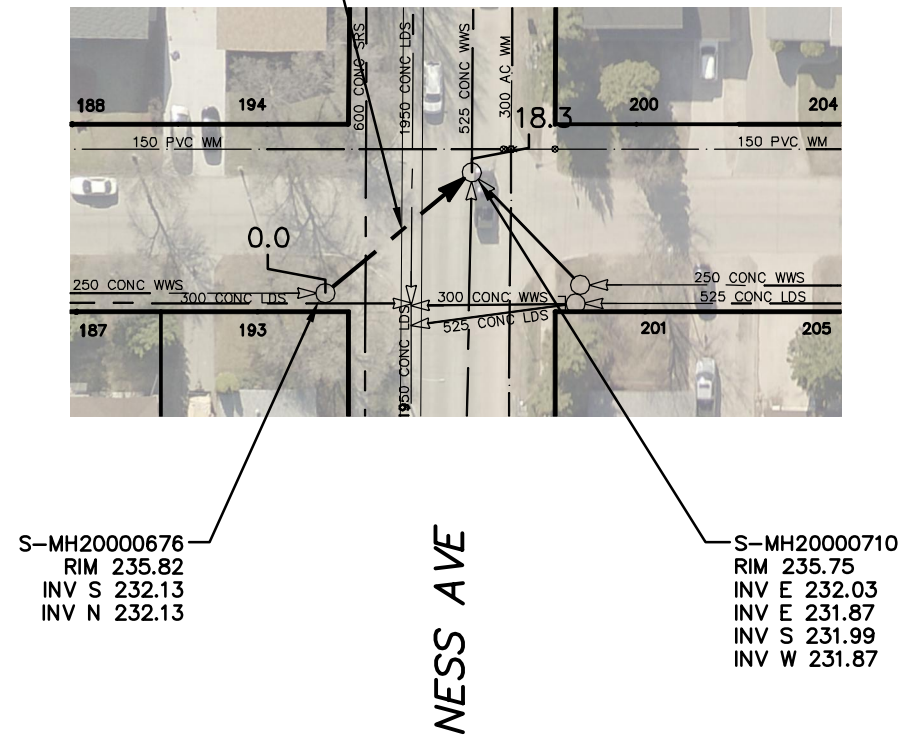 600 CONC SRS
1950 CONC LDS
525 CONC WWS
300 AC WM
188
194
18.3
200
204
150 PVC WM
150 PVC WM
0.0
250 CONC WWS
300 CONC LDS
300 CONC WWS
250 CONC WWS
525 CONC LDS
525 CONC LDS
187
193
201
205
1950 CONC LDS
S-MH20000676
RIM 235.82
INV S 232.13
INV N 232.13
NESS AVE
S-MH20000710
RIM 235.75
INV E 232.03
INV E 231.87
INV S 231.99
INV W 231.87